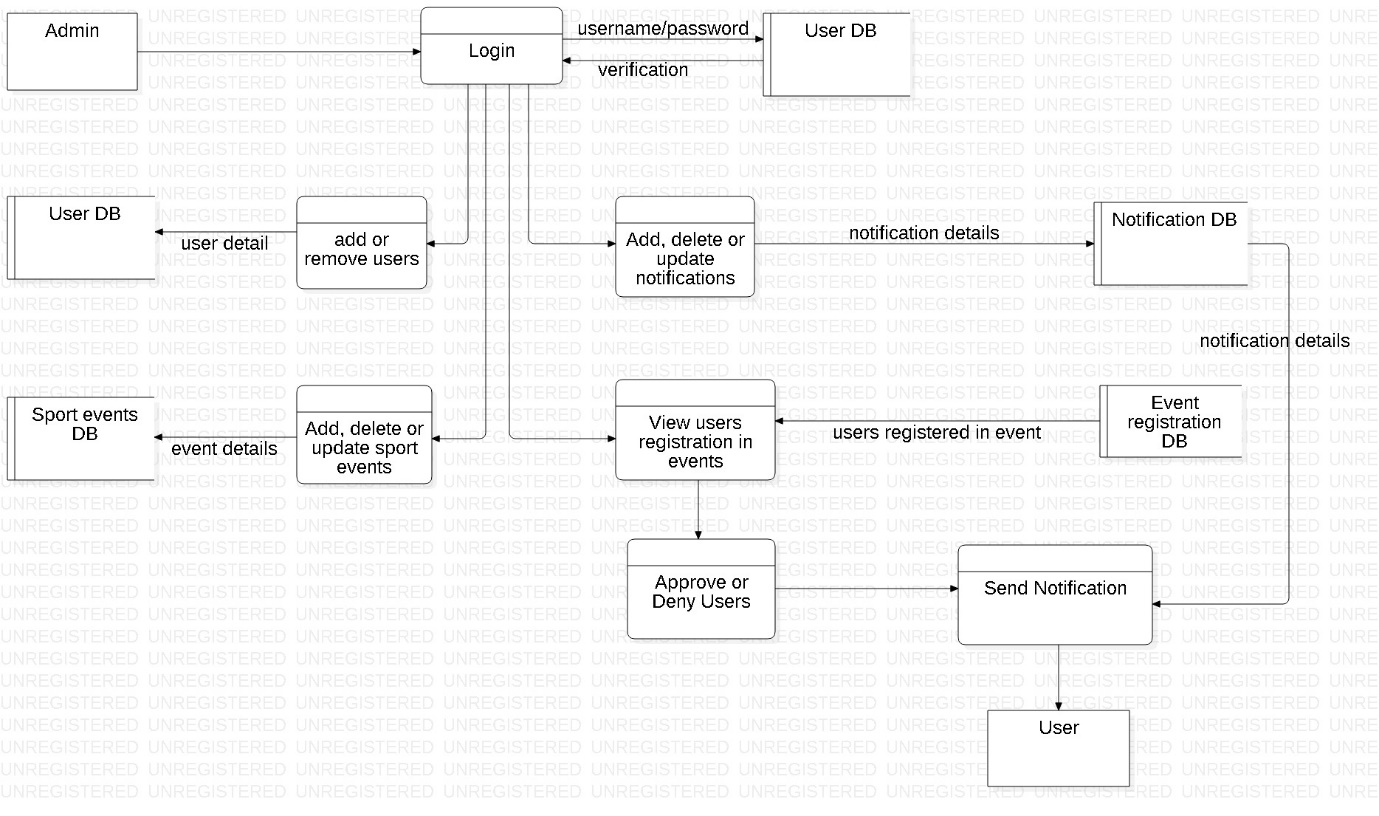 Admin
Login
username/password
verification
User DB
User DB
user detail
add or
remove users
Add, delete or
update
notifications
notification details
Notification DB
notification details
Sport events
DB
event details
Add, delete or
update sport
events
View users
registration in
events
users registered in event
Event
registration
DB
Approve or
Deny Users
Send Notification
User
UNREGISTERED